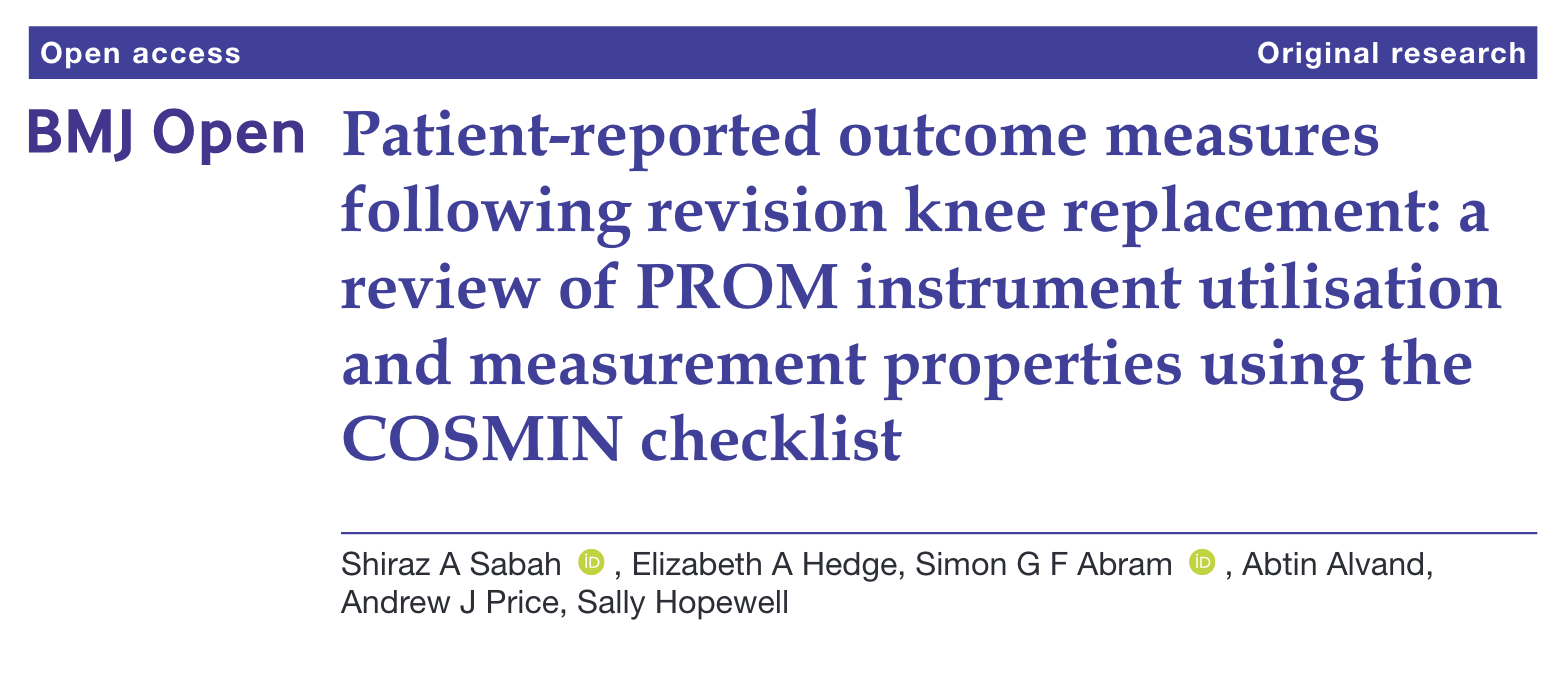 Open access
Original research
BMJ Open
Patient-reported outcome measures
following revision knee replacement: a
review of PROM instrument utilisation
and measurement properties using the
COSMIN checklist
Shiraz A Sabah iD , Elizabeth A Hedge, Simon G F Abram iD , Abtin Alvand,
Andrew J Price, Sally Hopewell